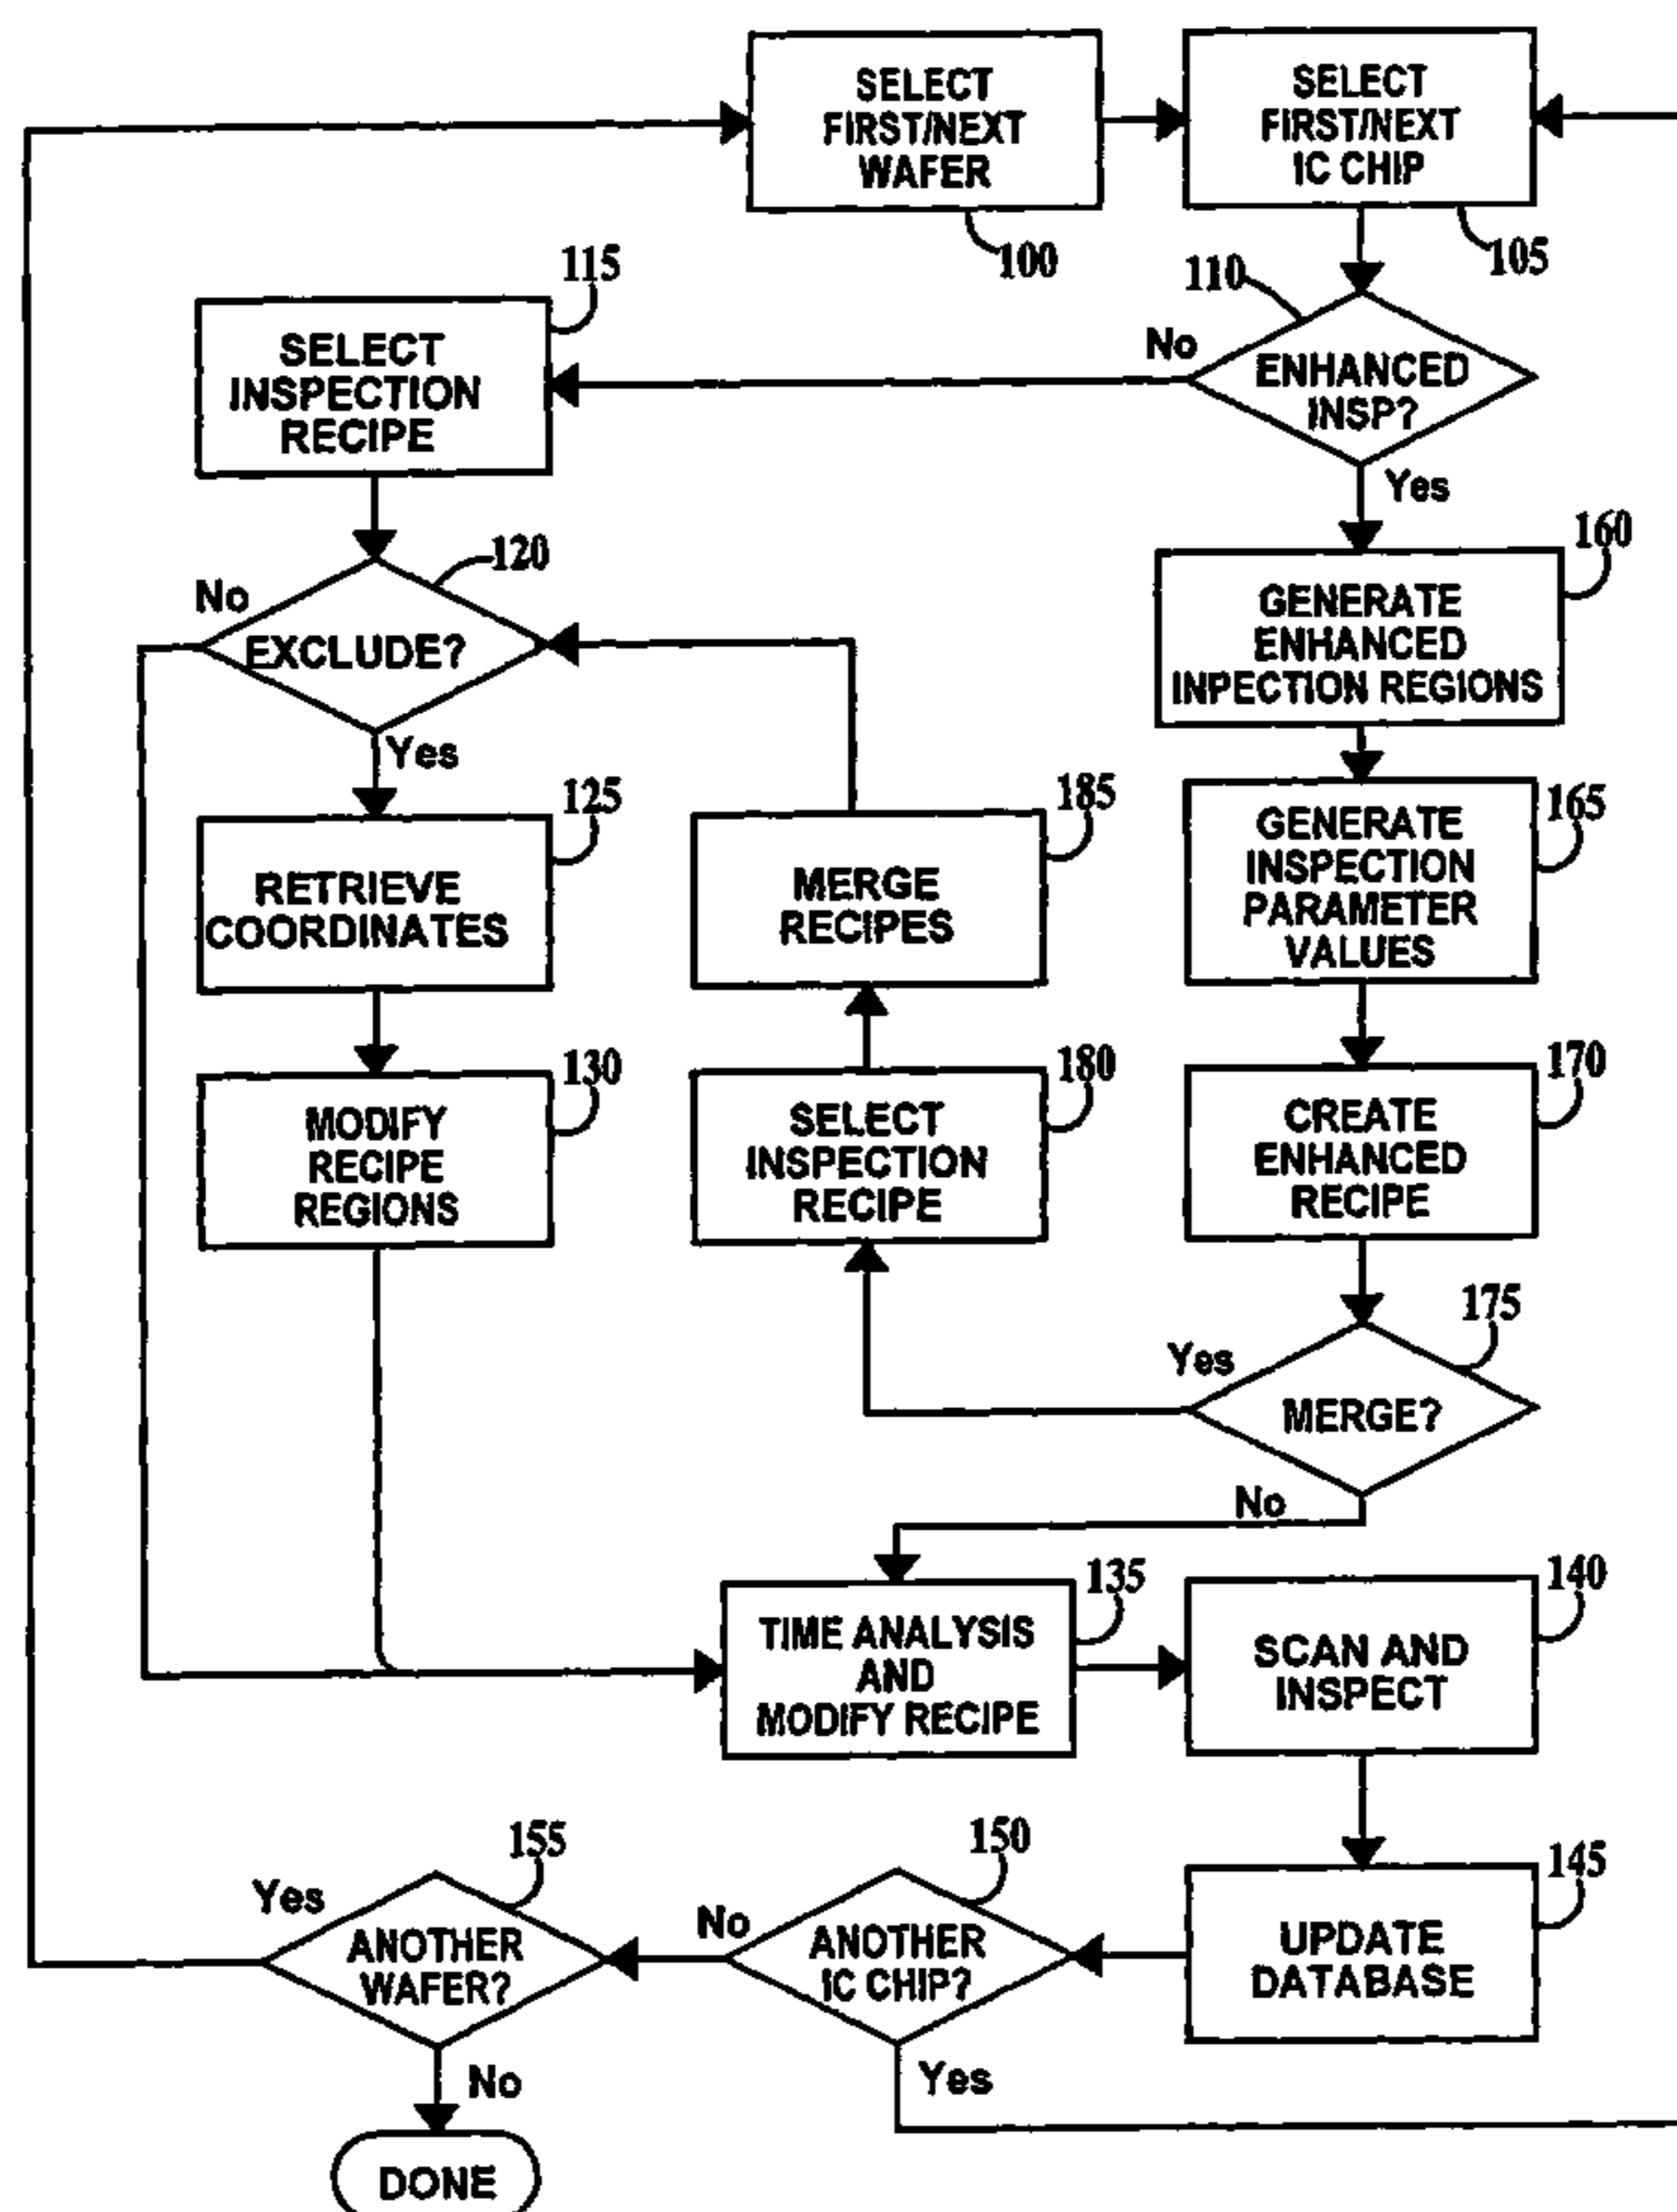 SELECT
FIRST/NEXT
WAFER
100
SELECT
FIRST/NEXT
IC CHIP
105
110
ENHANCED
INSP?
No
Yes
115
SELECT
INSPECTION
RECIPE
120
EXCLUDE?
No
Yes
125
RETRIEVE
COORDINATES
130
MODIFY
RECIPE
REGIONS
185
MERGE
RECIPES
180
SELECT
INSPECTION
RECIPE
160
GENERATE
ENHANCED
INPECTION REGIONS
165
GENERATE
INSPECTION
PARAMETER
VALUES
170
CREATE
ENHANCED
RECIPE
175
MERGE?
Yes
No
135
TIME ANALYSIS
AND
MODIFY RECIPE
140
SCAN AND
INSPECT
145
UPDATE
DATABASE
150
ANOTHER
IC CHIP?
No
Yes
155
ANOTHER
WAFER?
Yes
No
DONE